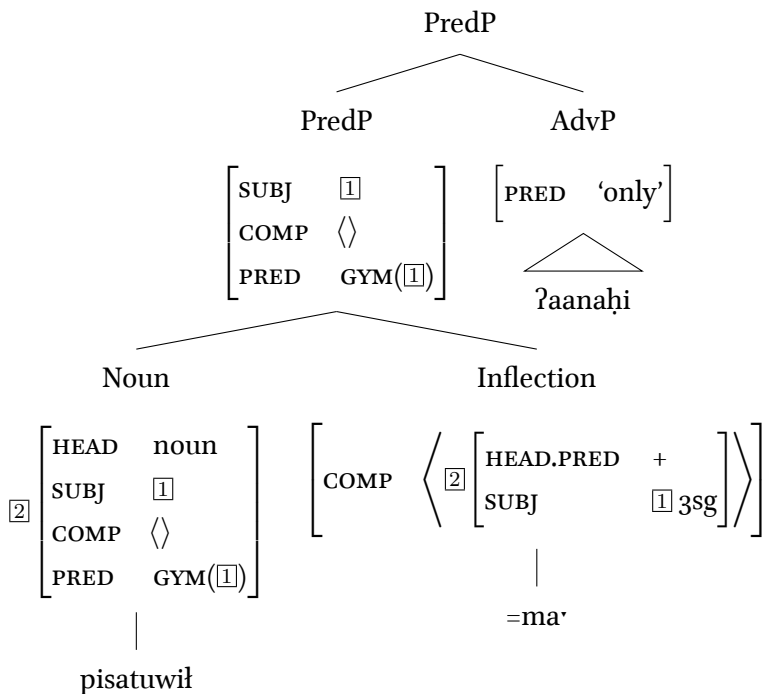 PredP
PredP AdvP
SUBJ 1
COMP ⟨⟩
PRED GYM(1)
PRED ‘only’
ʔaanaḥi
Noun Inflection
2 HEAD noun
SUBJ 1
COMP ⟨⟩
PRED GYM(1)
COMP ⟨ 2 HEAD.PRED + ⟩
SUBJ 1 3sg
=maˑ
pisatuwił